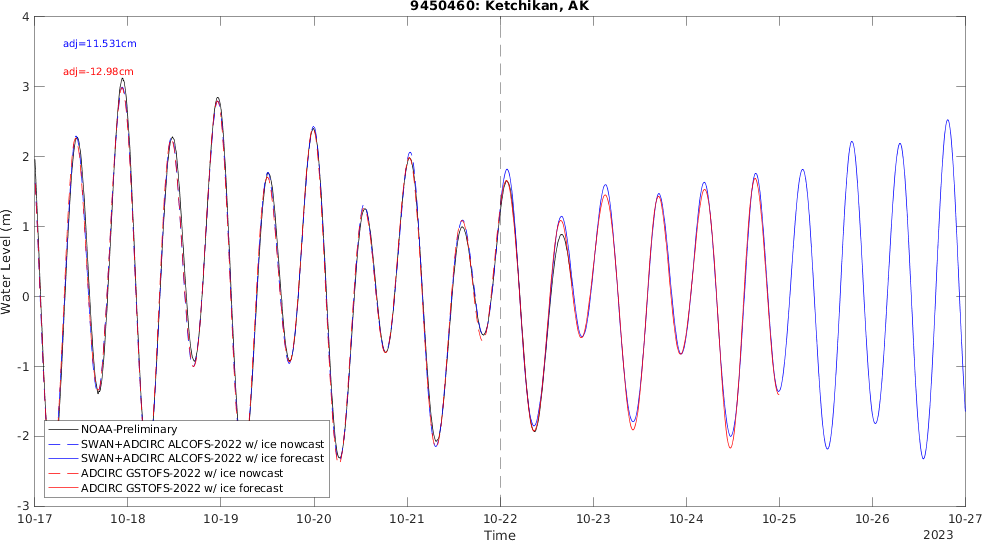 9450460: Ketchikan, AK
adj=11.531cm
adj=-12.98cm
Water Level (m)
4
3
2
1
0
-1
-2
-3
NOAA-Preliminary
SWAN+ADCIRC ALCOFS-2022 w/ ice nowcast
SWAN+ADCIRC ALCOFS-2022 w/ ice forecast
ADCIRC GSTOFS-2022 w/ ice nowcast
ADCIRC GSTOFS-2022 w/ ice forecast
10-17 10-18 10-19 10-20 10-21 10-22 10-23 10-24 10-25 10-26 10-27
Time
2023